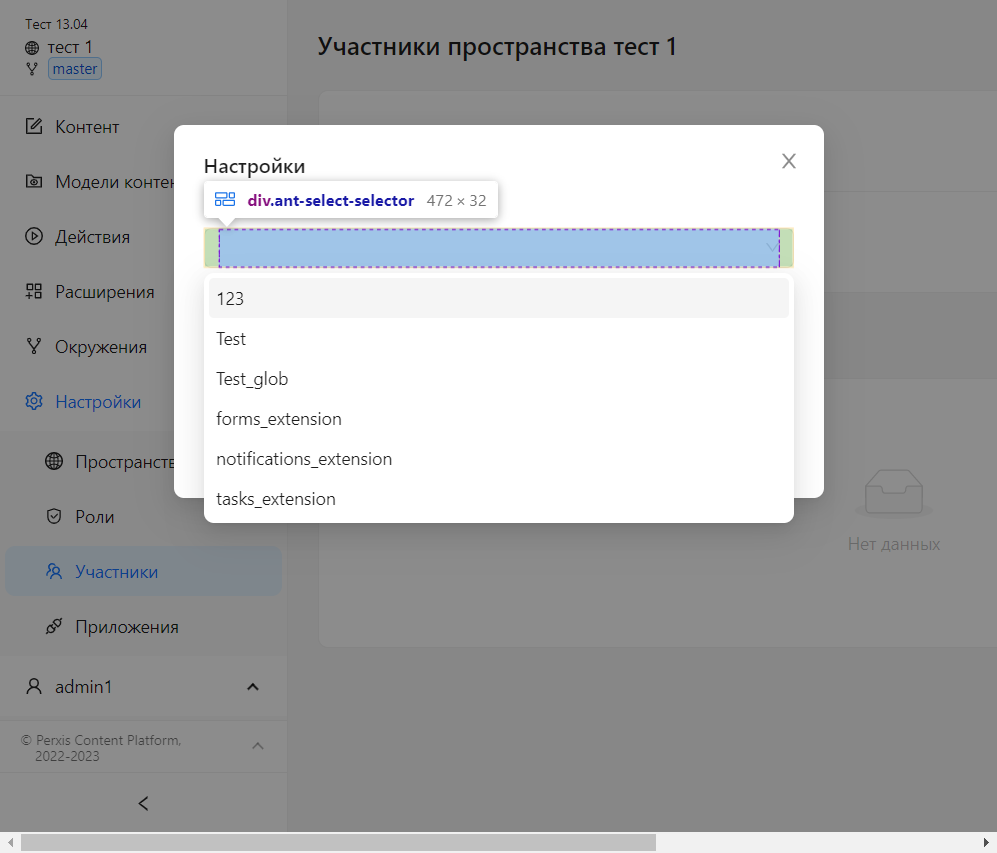 Тест 13.04
тест 1
master
Контент
Модели контен
Действия
Расширения
Окружения
Настройки
Пространств
Роли
Участники
Приложения
admin1
© Perxis Content Platform,
2022-2023
Участники пространства тест 1
Настройки
div.ant-select-selector 472 × 32
123
Test
Test_glob
forms_extension
notifications_extension
tasks_extension
Нет данных